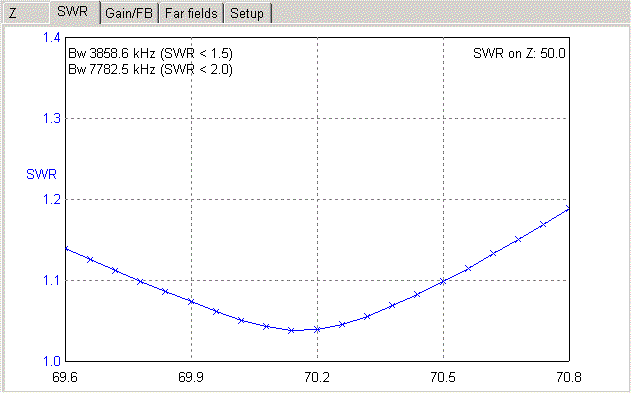 Z SWR Gain/FB Far fields Setup
1.4
Bw 3858.6 kHz (SWR < 1.5) SWR on Z: 50.0
Bw 7782.5 kHz (SWR < 2.0)
1.3
SWR
1.2
1.1
1.0
69.6 69.9 70.2 70.5 70.8